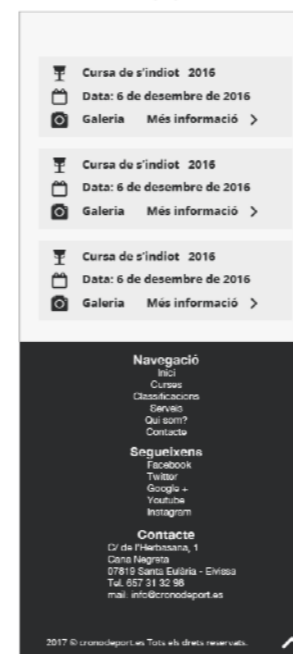 Cursa de s'indiot 2016
Data: 6 de desembre de 2016
Galeria Més informació >
Cursa de s'indiot 2016
Data: 6 de desembre de 2016
Galeria Més informació >
Cursa de s'indiot 2016
Data: 6 de desembre de 2016
Galeria Més informació >
Navegació
Inici
Curses
Classificacions
Serveis
Qui som?
Contacte
Segueixens
Facebook
Twitter
Google +
Youtube
Instagram
Contacte
C/ de l'Herbasana, 1
Cana Negreta
07819 Santa Eulària - Eivissa
Tel. 657 31 32 98
mail: info@cronodeport.es
2017 © cronodeport.es Tots els drets reservats.